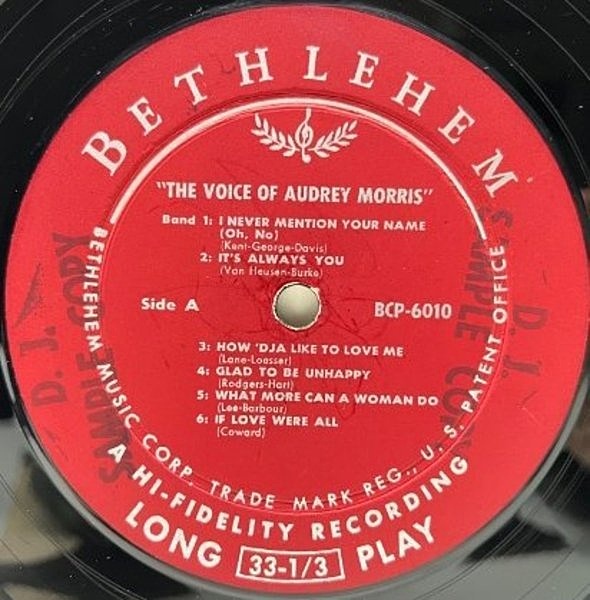 BETHLEHEM
"THE VOICE OF AUDREY MORRIS"
Band 1: I NEVER MENTION YOUR NAME
(Oh, No)
(Kent-George-Davis)
2: IT'S ALWAYS YOU
(Van Heusen-Burke)
Side A
BCP-6010
3: HOW 'DJA LIKE TO LOVE ME
(Lane-Loesser)
4: GLAD TO BE UNHAPPY
(Rodgers-Hart)
5: WHAT MORE CAN A WOMAN DO
(Lee-Barbour)
6: IF LOVE WERE ALL
(Coward)
BETHLEHEM MUSIC CORP. TRADE MARK REG., U. S. PATENT OFFICE
A HI-FIDELITY RECORDING
LONG 33-1/3 PLAY
D. J.
SAMPLE COPY
D. J.
SAMPLE COPY